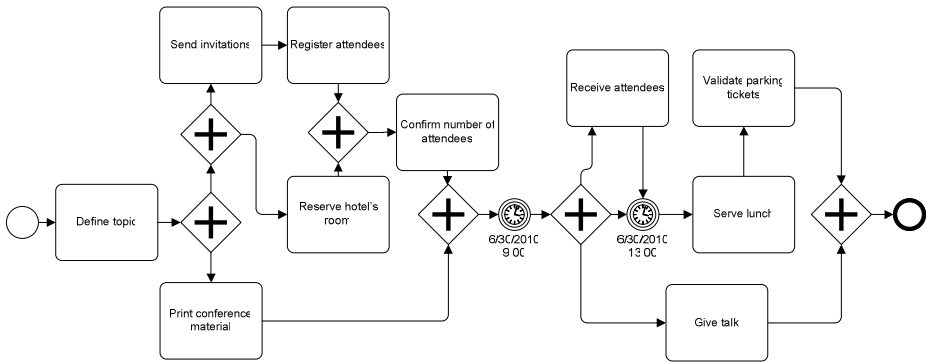 Send invitations
Register attendees
Receive attendees
Validate parking
tickets
Confirm number of
attendees
Define topic
Reserve hotel's
room
6/30/2010
9:00
6/30/2010
13:00
Serve lunch
Print conference
material
Give talk